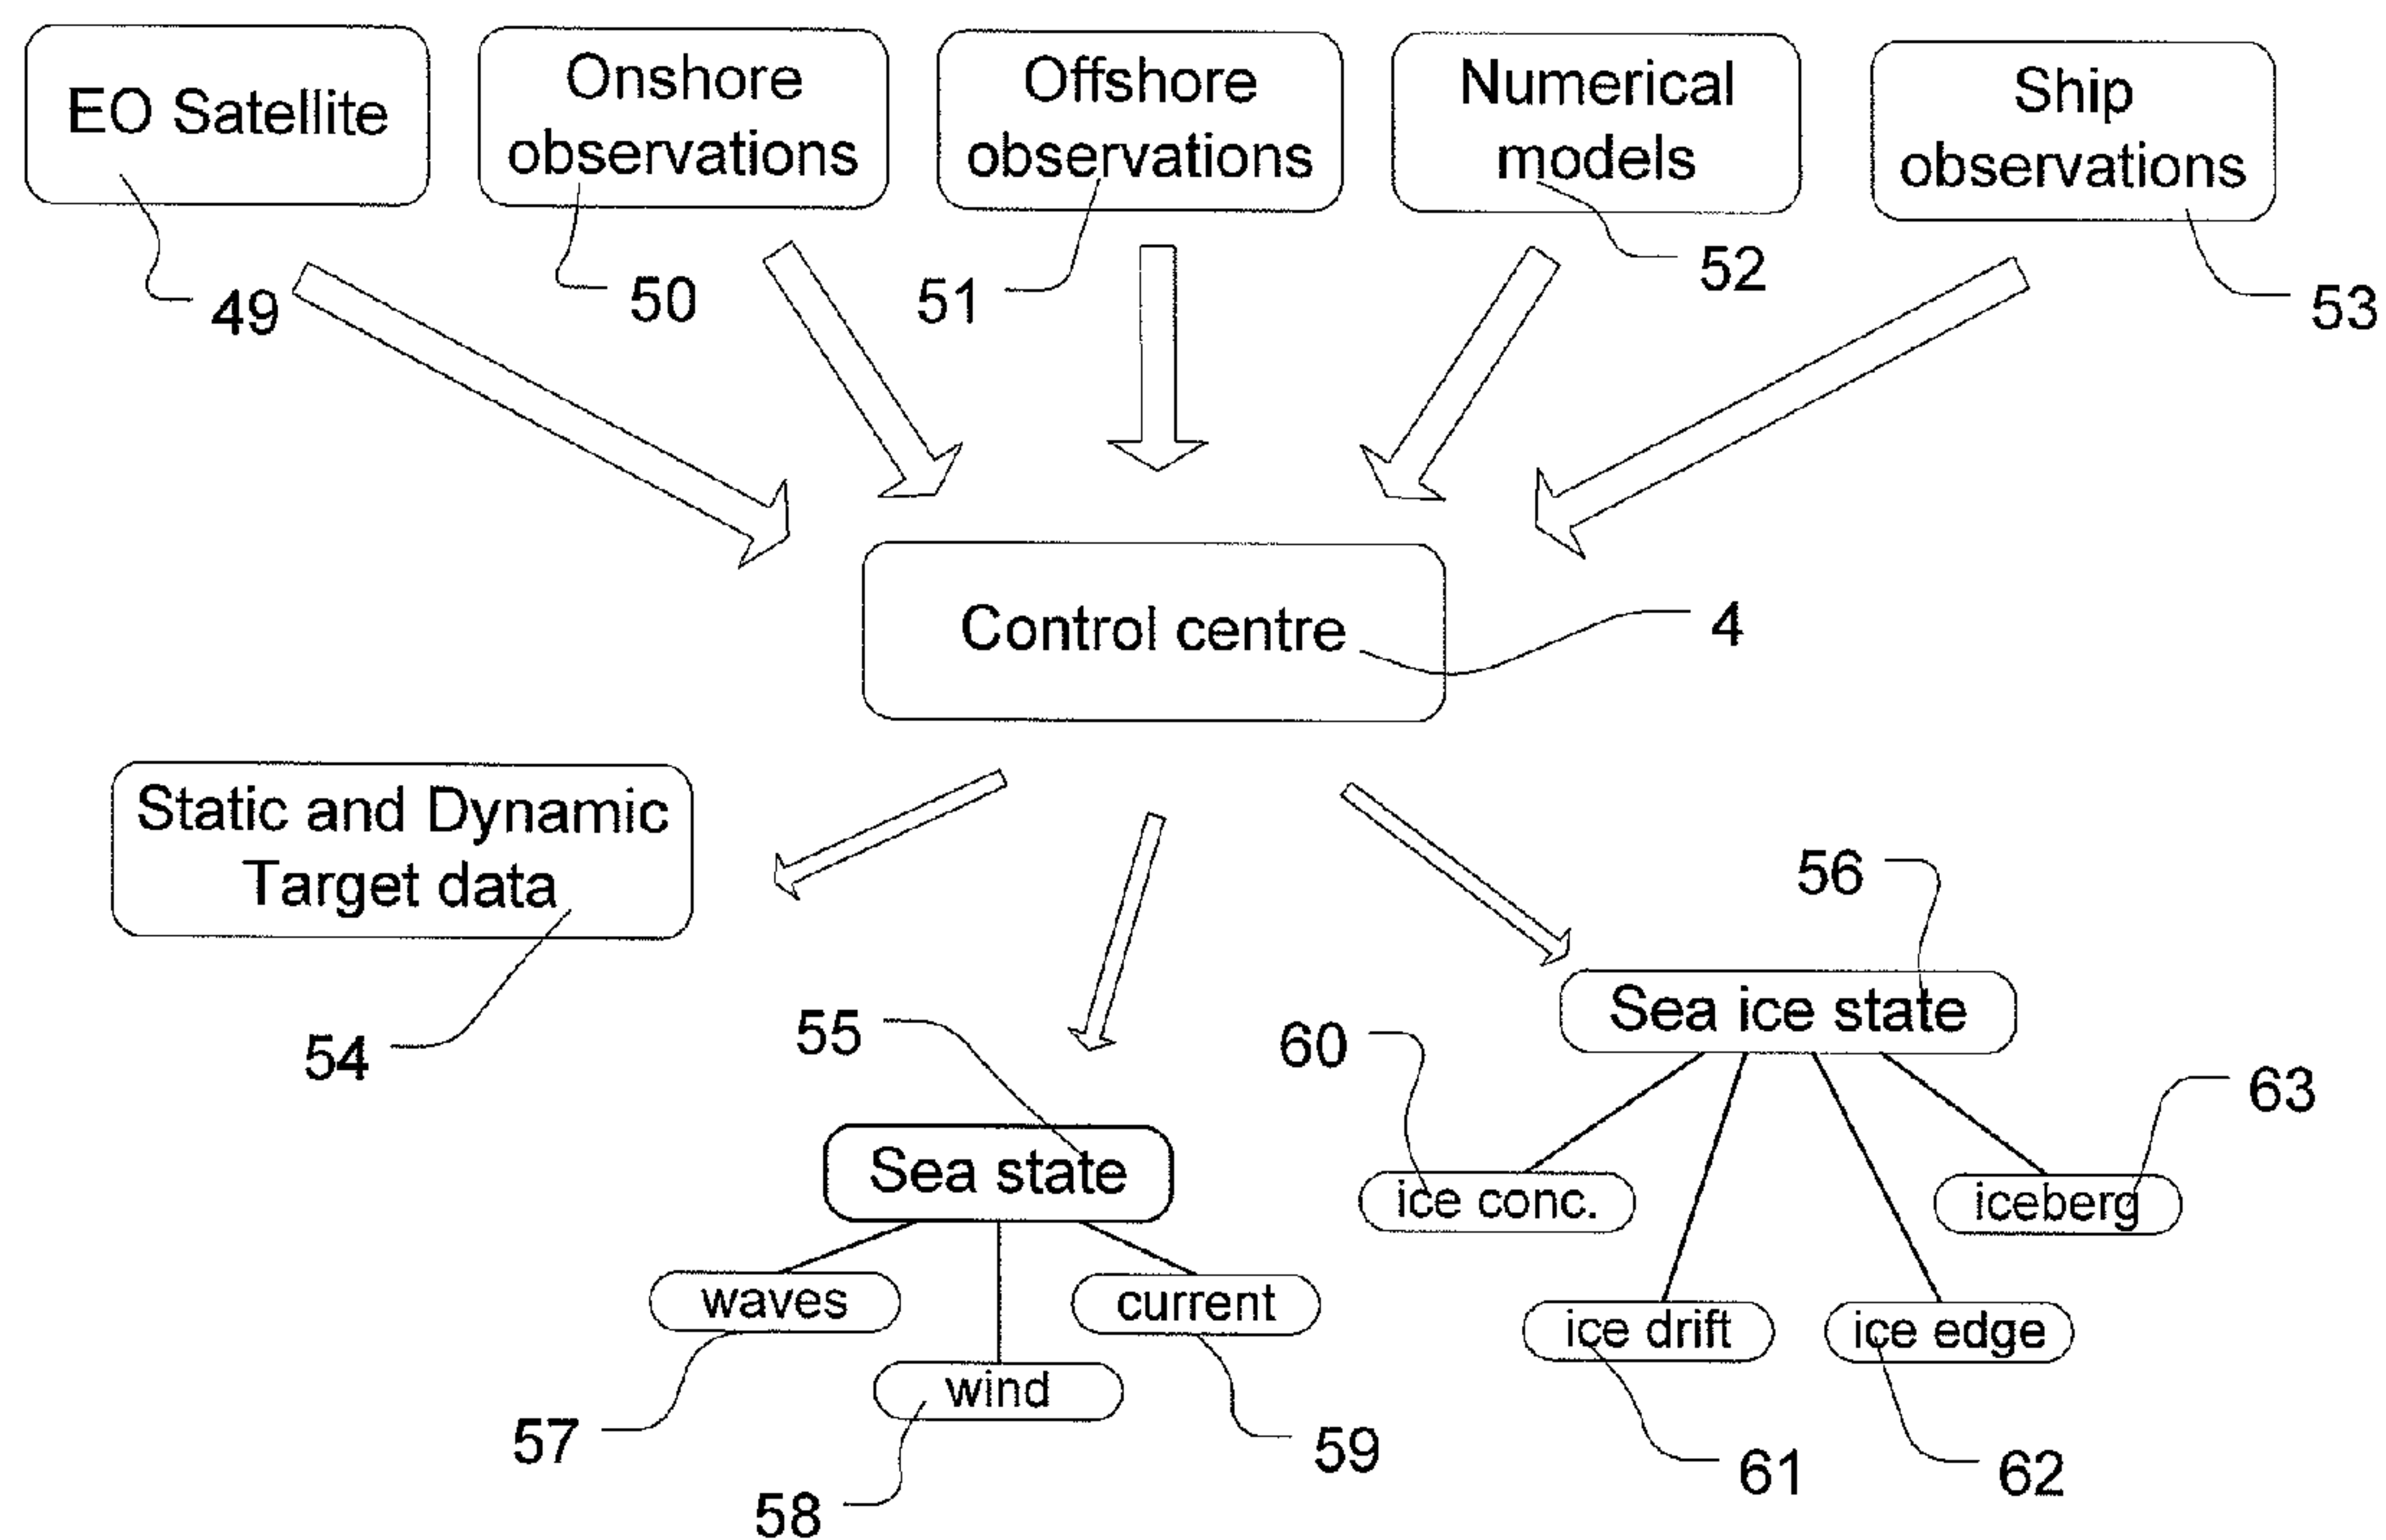 EO Satellite
Onshore
observations
Offshore
observations
Numerical
models
Ship
observations
49
50
51
52
53
Control centre
4
Static and Dynamic
Target data
54
55
56
Sea state
Sea ice state
60
63
waves
wind
current
ice conc.
ice drift
ice edge
iceberg
57
58
59
61
62